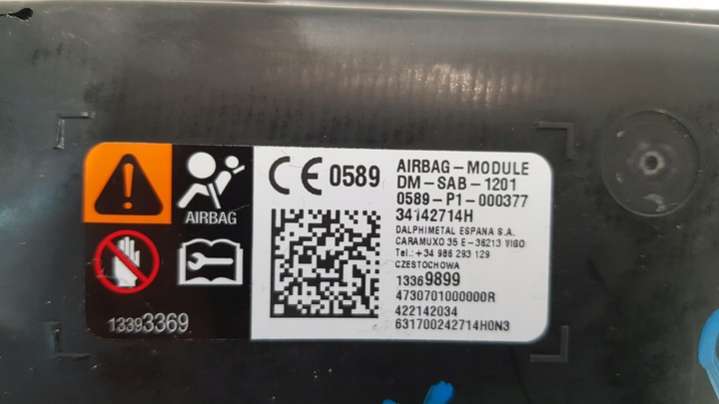 AIRBAG
13393369
CE 0589
AIRBAG-MODULE
DM-SAB-1201
0589-P1-000377
34142714H
DALPHIMETAL ESPANA S.A.
CARAMUXO 35 E-36213 VIGO
Tel.: +34 986 293 129
CZESTOCHOWA
13369899
4730701000000R
422142034
631700242714H0N3